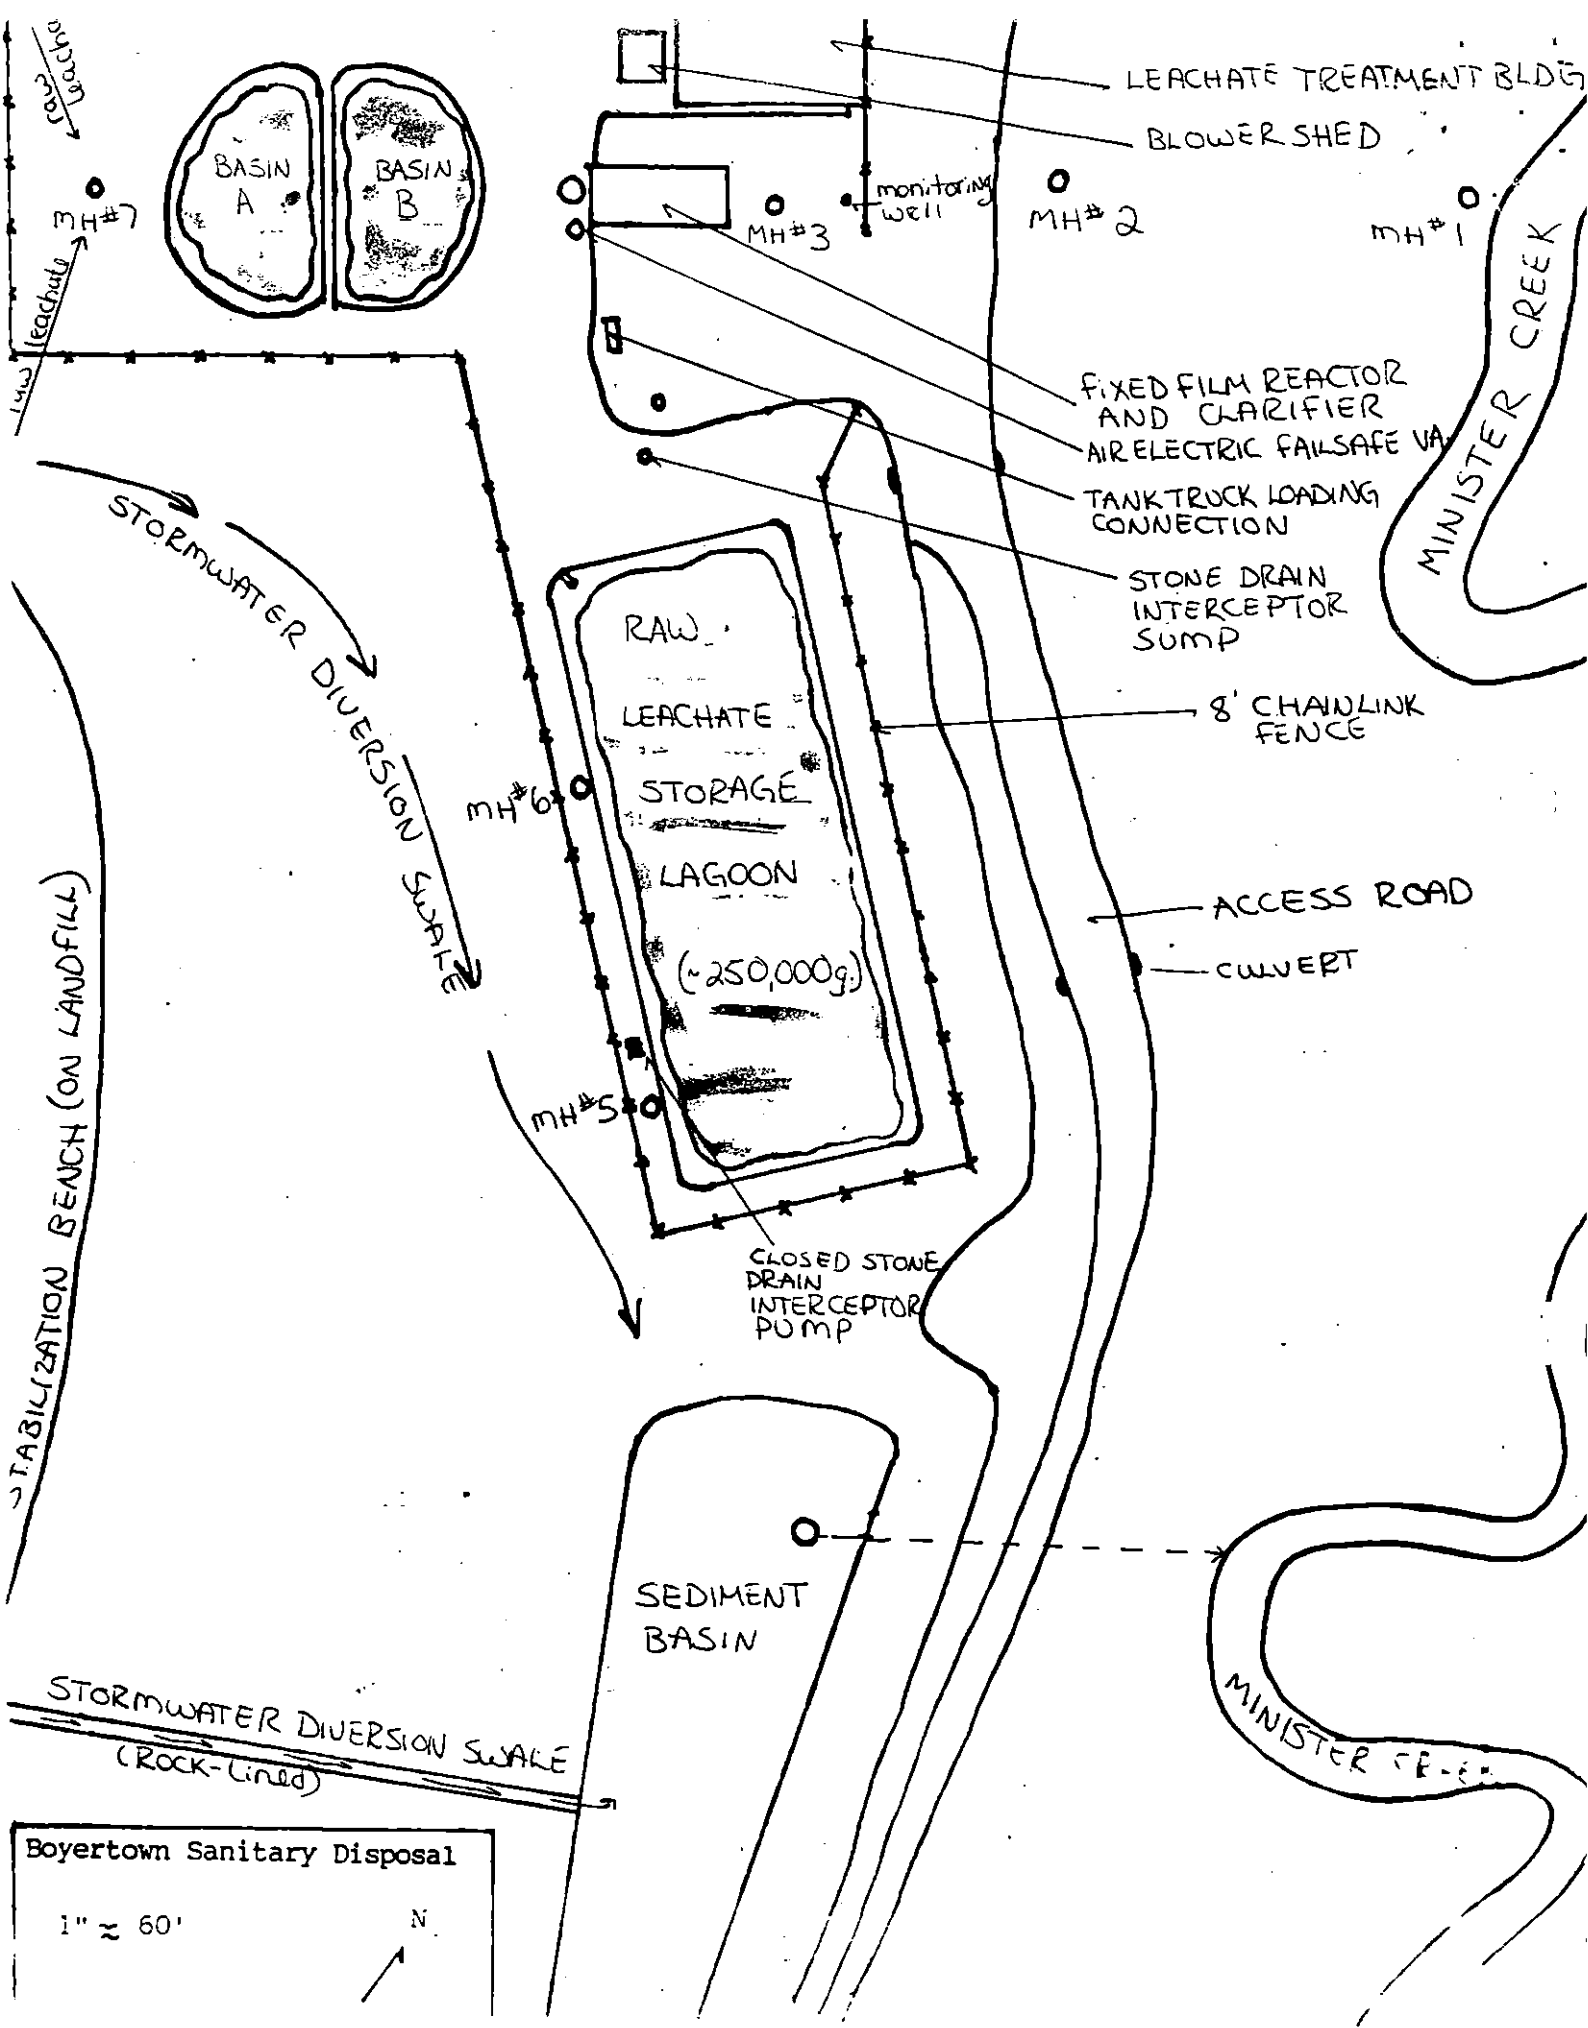 raw
leacha
LEACHATE TREATMENT BLDG
BLOWER SHED
BASIN
A
BASIN
B
MH#7
monitoring
well
MH#3
MH#2
MH#1
raw leachate
MINISTER CREEK
FIXED FILM REACTOR
AND CLARIFIER
AIR ELECTRIC FAILSAFE VA
TANK TRUCK LOADING
CONNECTION
STONE DRAIN
INTERCEPTOR
SUMP
STORMWATER DIVERSION SWALE
RAW
LEACHATE
STORAGE
LAGOON
(~250,000g.)
8' CHAINLINK
FENCE
MH#6
ACCESS ROAD
CULVERT
MH#5
STABILIZATION BENCH (ON LANDFILL)
CLOSED STONE
DRAIN
INTERCEPTOR
PUMP
SEDIMENT
BASIN
STORMWATER DIVERSION SWALE
(ROCK-Lined)
MINISTER
Boyertown Sanitary Disposal
1" ≈ 60'
N